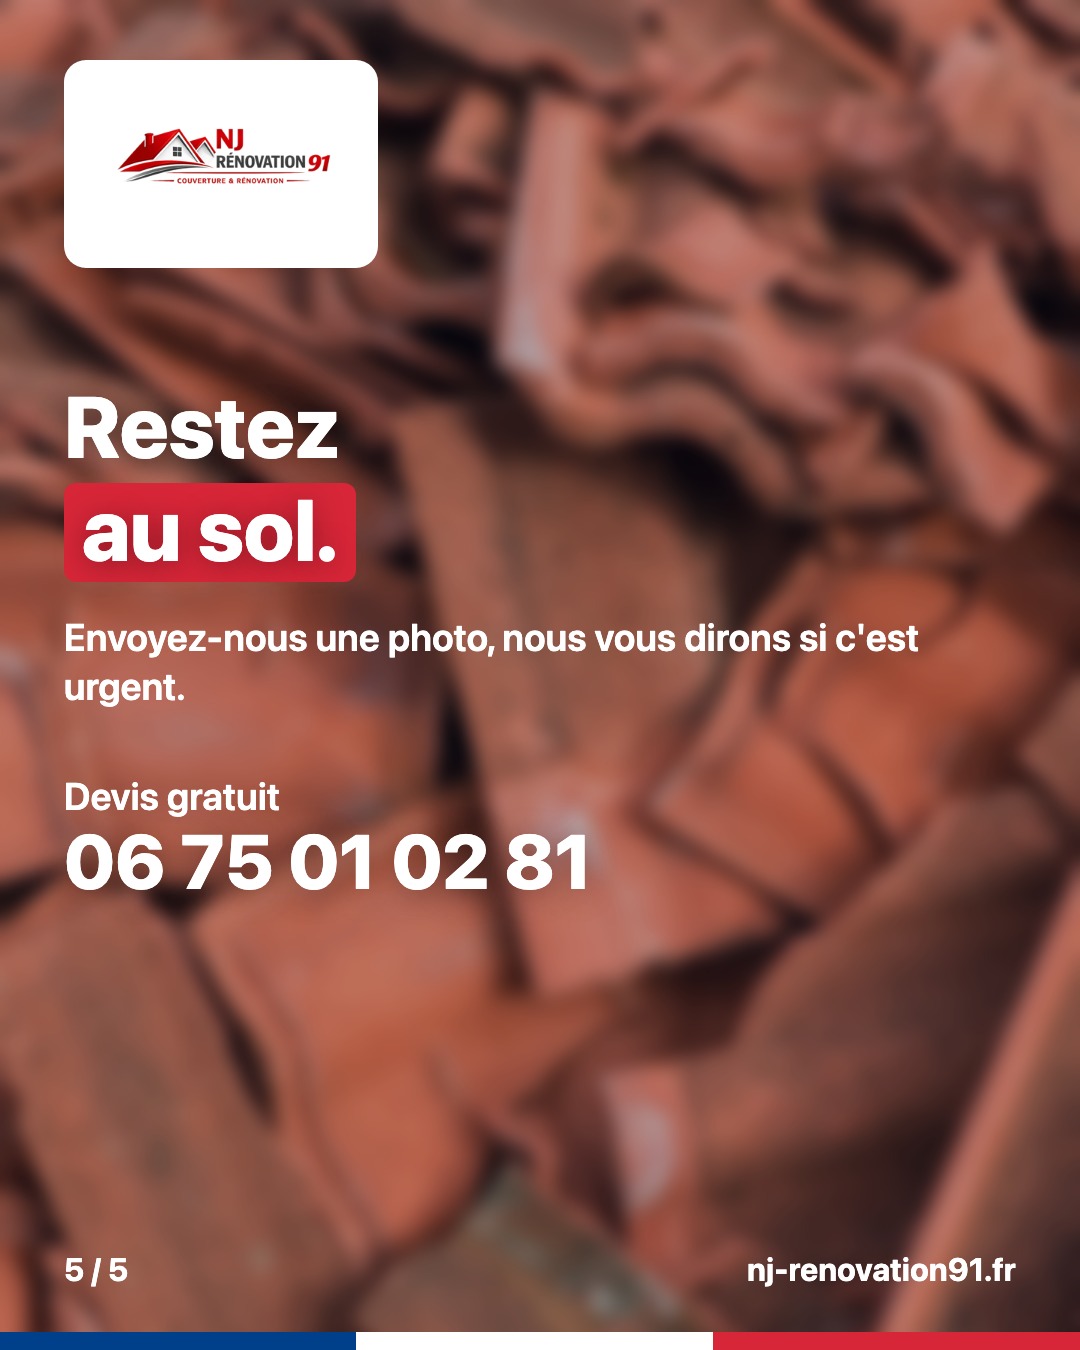 NJ
RÉNOVATION 91
COUVERTURE & RÉNOVATION
Restez
au sol.
Envoyez-nous une photo, nous vous dirons si c'est
urgent.
Devis gratuit
06 75 01 02 81
5 / 5
nj-renovation91.fr